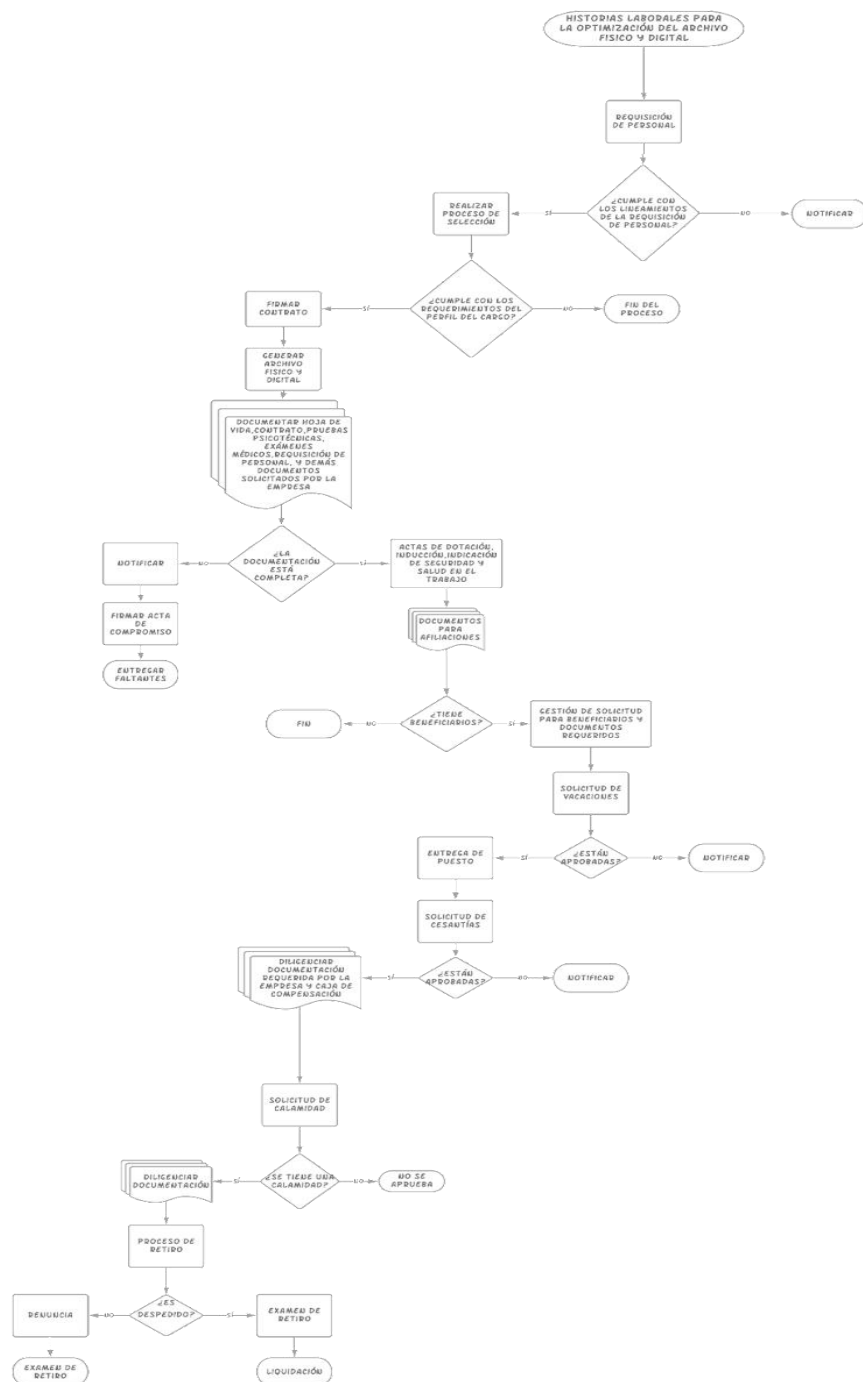 HISTORIAS LABORALES PARA
LA OPTIMIZACIÓN DEL ARCHIVO
FISICO Y DIGITAL
REQUISICIÓN
DE PERSONAL
¿CUMPLE CON
LOS LINEAMIENTOS
DE LA REQUISICIÓN
DE PERSONAL?
SÍ
NO
NOTIFICAR
REALIZAR
PROCESO DE
SELECCIÓN
¿CUMPLE CON LOS
REQUERIMIENTOS DEL
PERFIL DEL CARGO?
SÍ
NO
FIN DEL
PROCESO
FIRMAR
CONTRATO
GENERAR
ARCHIVO
FISICO Y
DIGITAL
DOCUMENTAR HOJA DE
VIDA,CONTRATO,PRUEBAS
PSICOTÉCNICAS,
EXÁMENES
MÉDICOS,REQUISICIÓN DE
PERSONAL, Y DEMÁS
DOCUMENTOS
SOLICITADOS POR LA
EMPRESA
¿LA
DOCUMENTACIÓN
ESTÁ
COMPLETA?
NO
SÍ
NOTIFICAR
FIRMAR ACTA
DE
COMPROMISO
ENTREGAR
FALTANTES
ACTAS DE DOTACIÓN,
INDUCCIÓN,INDICACIÓN
DE SEGURIDAD Y
SALUD EN EL
TRABAJO
DOCUMENTOS
PARA
AFILIACIONES
¿TIENE
BENEFICIARIOS?
NO
SÍ
FIN
GESTIÓN DE SOLICITUD
PARA BENEFICIARIOS Y
DOCUMENTOS
REQUERIDOS
SOLICITUD DE
VACACIONES
¿ESTÁN
APROBADAS?
SÍ
NO
NOTIFICAR
ENTREGA DE
PUESTO
SOLICITUD DE
CESANTÍAS
¿ESTÁN
APROBADAS?
SÍ
NO
NOTIFICAR
DILIGENCIAR
DOCUMENTACIÓN
REQUERIDA POR LA
EMPRESA Y CAJA DE
COMPENSACIÓN
SOLICITUD DE
CALAMIDAD
¿SE TIENE UNA
CALAMIDAD?
SÍ
NO
NO SE
APRUEBA
DILIGENCIAR
DOCUMENTACIÓN
PROCESO DE
RETIRO
¿ES
DESPEDIDO?
NO
SÍ
RENUNCIA
EXAMEN DE
RETIRO
EXAMEN DE
RETIRO
LIQUIDACIÓN